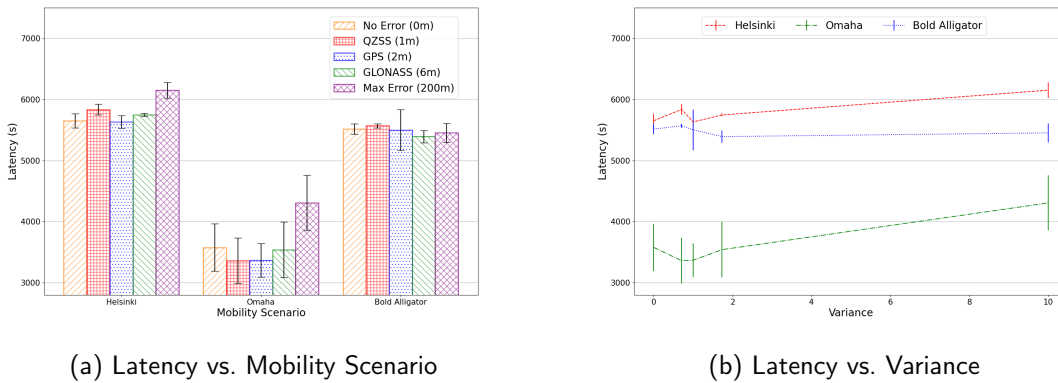 7000
6000
5000
4000
3000
Latency (s)
No Error (0m)
QZSS (1m)
GPS (2m)
GLONASS (6m)
Max Error (200m)
Helsinki
Omaha
Bold Alligator
Mobility Scenario
(a) Latency vs. Mobility Scenario
7000
6000
5000
4000
3000
Latency (s)
Helsinki
Omaha
Bold Alligator
0
2
4
6
8
10
Variance
(b) Latency vs. Variance